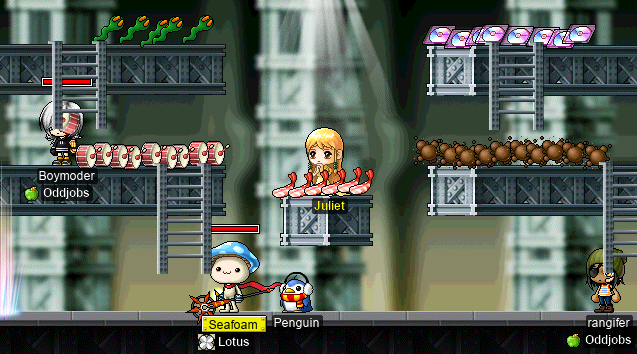 Boymoder
Oddjobs
Juliet
Seafoam
Penguin
Lotus
rangifer
Oddjobs